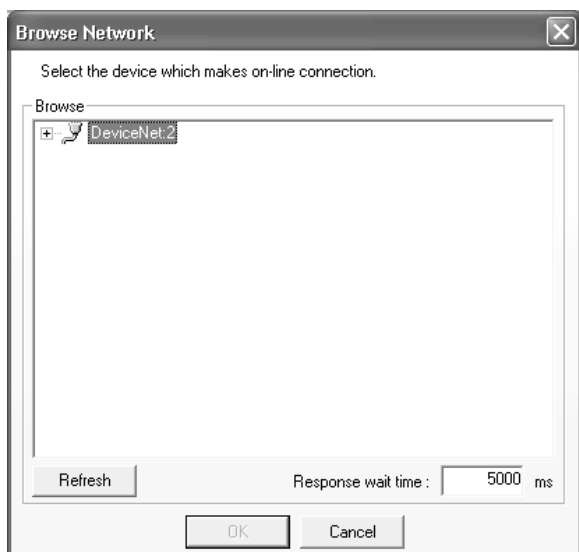 Browse Network
Select the device which makes on-line connection.
Browse
DeviceNet:2
Refresh
Response wait time : 5000 ms
OK
Cancel